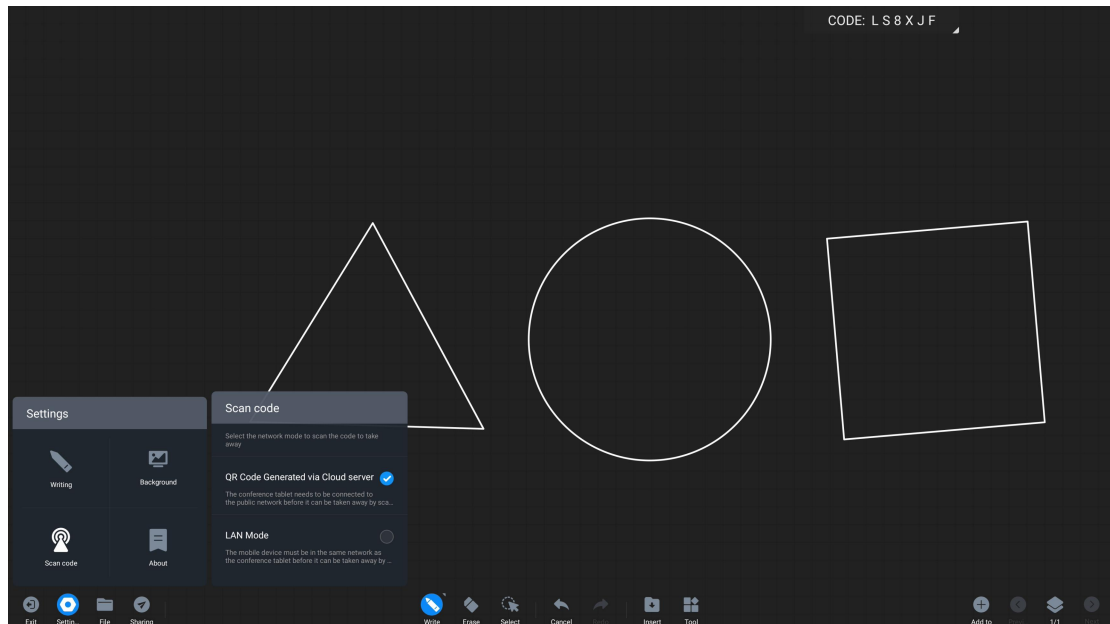 CODE: L S 8 X J F
Settings
Writing
Background
Scan code
About
Scan code
Select the network mode to scan the code to take
away
QR Code Generated via Cloud server
The conference tablet needs to be connected to
the public network before it can be taken away by sca...
LAN Mode
The mobile device must be in the same network as
the conference tablet before it can be taken away by ...
Exit
Settin...
File
Sharing
Write
Erase
Select
Cancel
Redo
Insert
Tool
Add to
1/1
Next